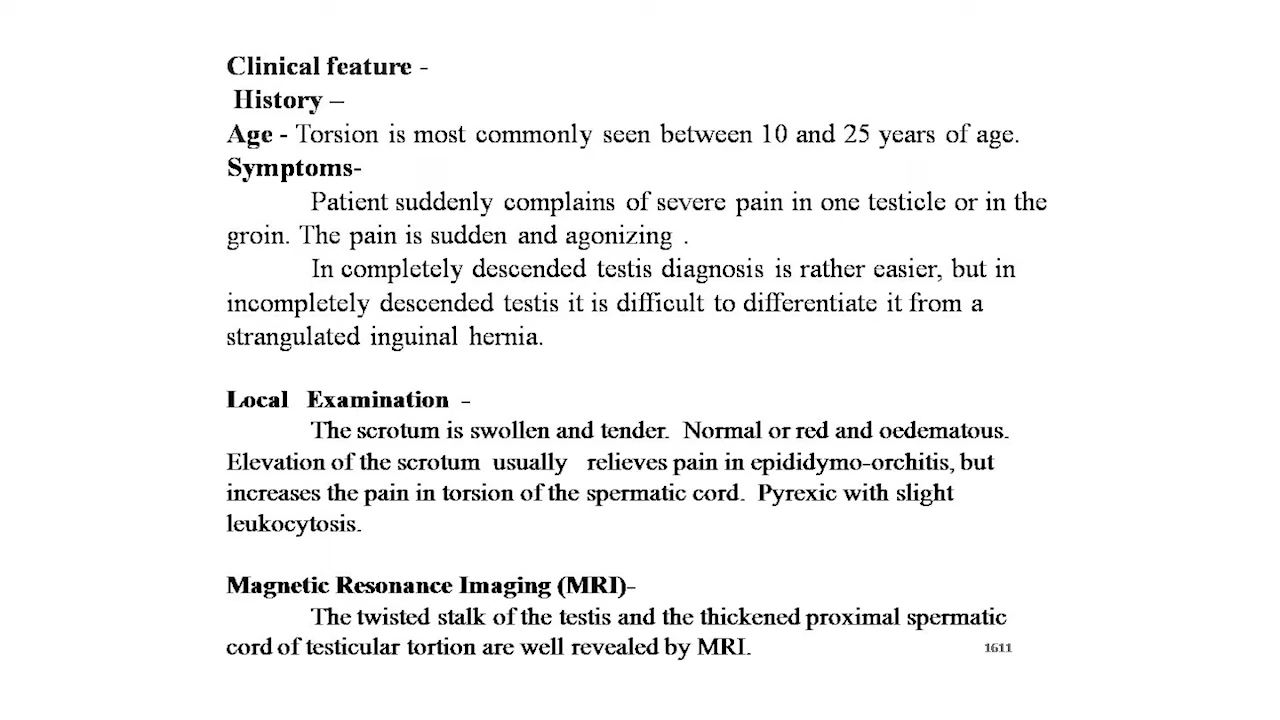 Clinical feature -
History –
Age - Torsion is most commonly seen between 10 and 25 years of age.
Symptoms-
Patient suddenly complains of severe pain in one testicle or in the
groin. The pain is sudden and agonizing .
In completely descended testis diagnosis is rather easier, but in
incompletely descended testis it is difficult to differentiate it from a
strangulated inguinal hernia.
Local Examination -
The scrotum is swollen and tender. Normal or red and oedematous.
Elevation of the scrotum usually relieves pain in epididymo-orchitis, but
increases the pain in torsion of the spermatic cord. Pyrexic with slight
leukocytosis.
Magnetic Resonance Imaging (MRI)-
The twisted stalk of the testis and the thickened proximal spermatic
cord of testicular tortion are well revealed by MRI.
1611